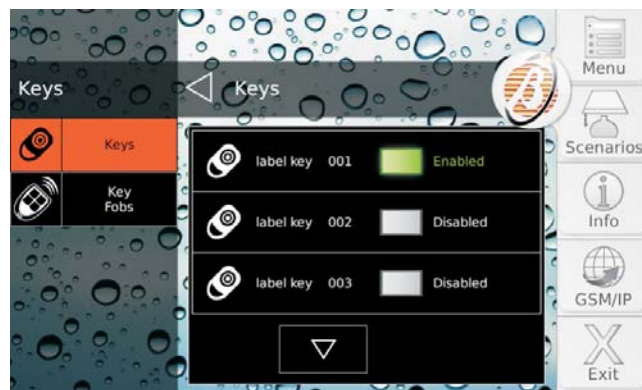 Keys
Keys
Keys
Key
Fobs
label key 001 Enabled
label key 002 Disabled
label key 003 Disabled
B
Menu
Scenarios
Info
GSM/IP
Exit